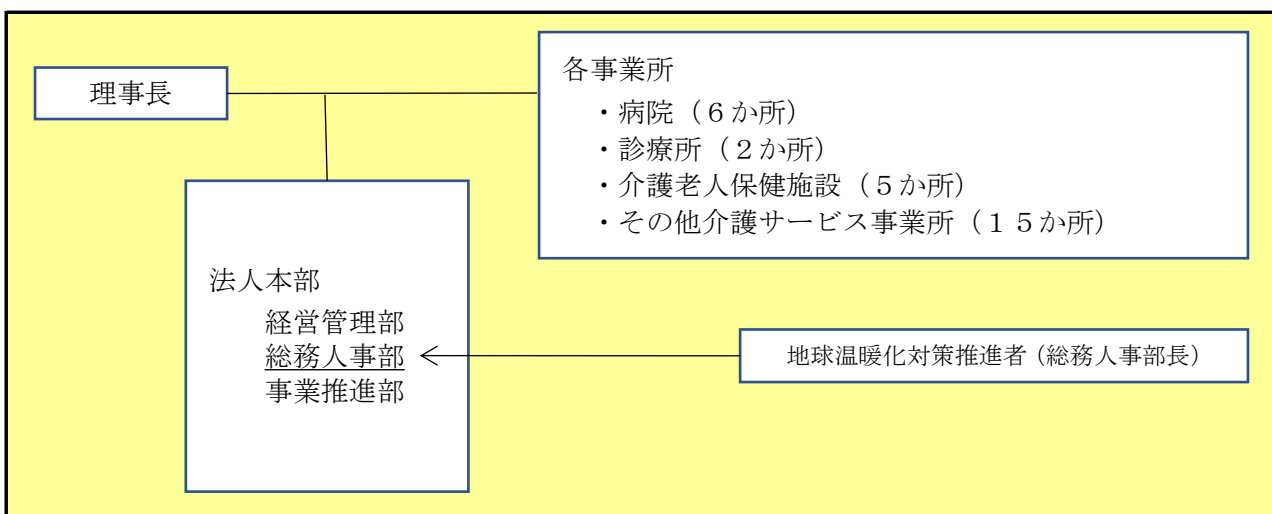 理事長
各事業所
・病院（６か所）
・診療所（２か所）
・介護老人保健施設（５か所）
・その他介護サービス事業所（１５か所）
法人本部
経営管理部
総務人事部
事業推進部
地球温暖化対策推進者（総務人事部長）